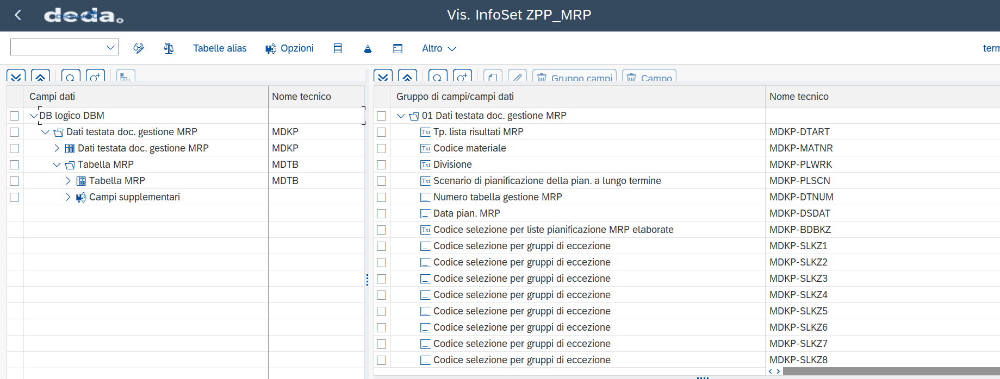 deda.
Vis. InfoSet ZPP_MRP
Tabelle alias
Opzioni
Altro
term
Gruppo campi
Campo
Campi dati
Nome tecnico
DB logico DBM
Dati testata doc. gestione MRP MDKP
Dati testata doc. gestione MRP MDKP
Tabella MRP MDTB
Tabella MRP MDTB
Campi supplementari
Gruppo di campi/campi dati
Nome tecnico
01 Dati testata doc. gestione MRP
Txt Tp. lista risultati MRP MDKP-DTART
Txt Codice materiale MDKP-MATNR
Txt Divisione MDKP-PLWRK
Txt Scenario di pianificazione della pian. a lungo termine MDKP-PLSCN
Numero tabella gestione MRP MDKP-DTNUM
Data pian. MRP MDKP-DSDAT
Txt Codice selezione per liste pianificazione MRP elaborate MDKP-BDBKZ
Codice selezione per gruppi di eccezione MDKP-SLKZ1
Codice selezione per gruppi di eccezione MDKP-SLKZ2
Codice selezione per gruppi di eccezione MDKP-SLKZ3
Codice selezione per gruppi di eccezione MDKP-SLKZ4
Codice selezione per gruppi di eccezione MDKP-SLKZ5
Codice selezione per gruppi di eccezione MDKP-SLKZ6
Codice selezione per gruppi di eccezione MDKP-SLKZ7
Codice selezione per gruppi di eccezione MDKP-SLKZ8